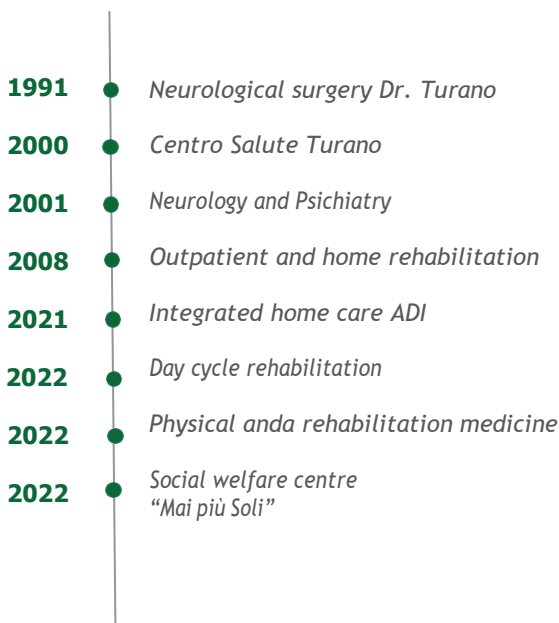 1991 Neurological surgery Dr. Turano
2000 Centro Salute Turano
2001 Neurology and Psichiatry
2008 Outpatient and home rehabilitation
2021 Integrated home care ADI
2022 Day cycle rehabilitation
2022 Physical anda rehabilitation medicine
2022 Social welfare centre
“Mai più Soli”